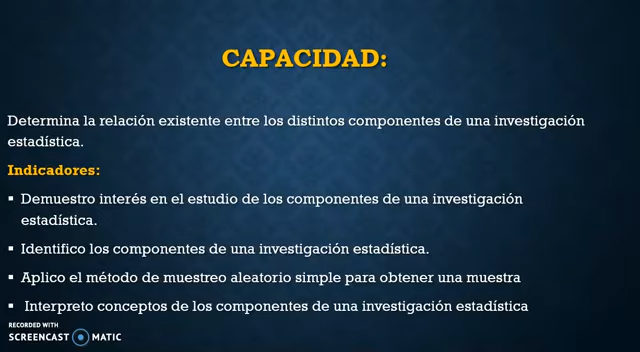 CAPACIDAD:
Determina la relación existente entre los distintos componentes de una investigación
estadística.
Indicadores:
▪ Demuestro interés en el estudio de los componentes de una investigación
estadística.
▪ Identifico los componentes de una investigación estadística.
▪ Aplico el método de muestreo aleatorio simple para obtener una muestra
▪ Interpreto conceptos de los componentes de una investigación estadística
RECORDED WITH
SCREENCAST MATIC